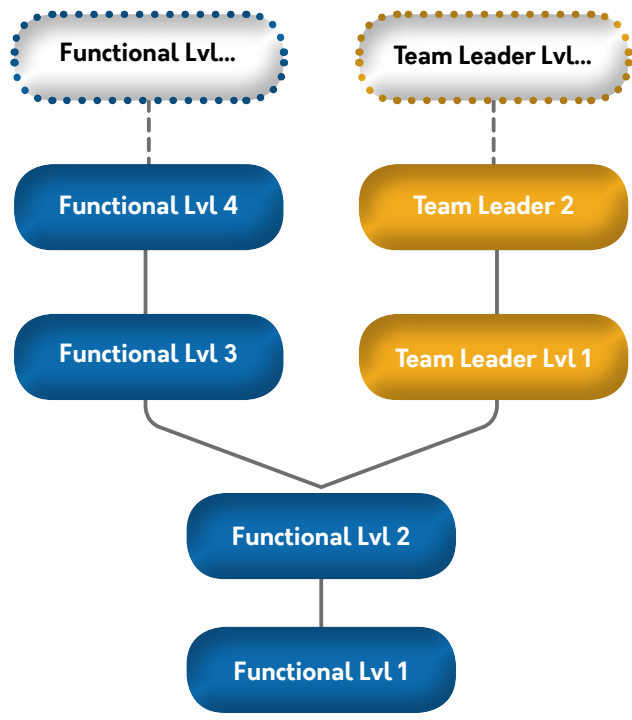 Functional Lvl...
Team Leader Lvl...
Functional Lvl 4
Team Leader 2
Functional Lvl 3
Team Leader Lvl 1
Functional Lvl 2
Functional Lvl 1